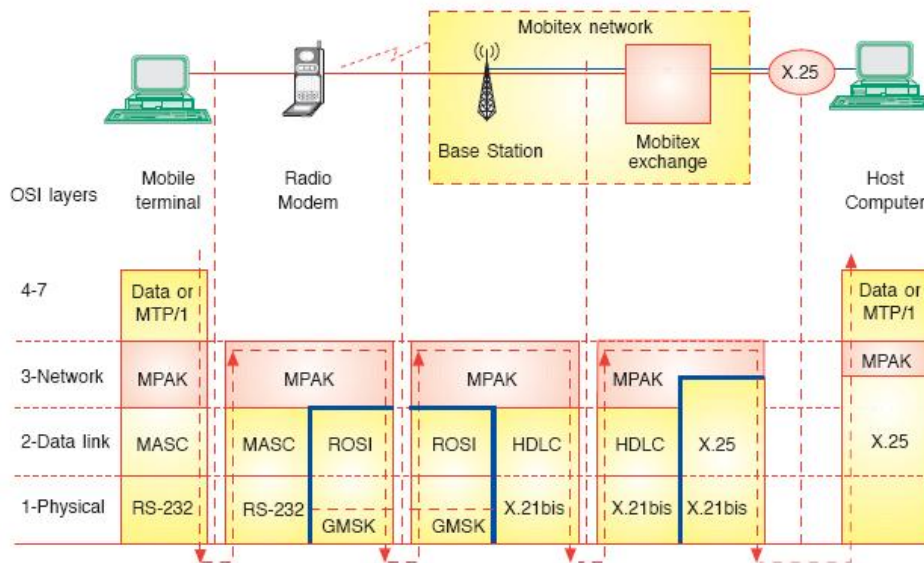 Mobitex network
X.25
Base Station
Mobitex
exchange
OSI layers
Mobile
terminal
Radio
Modem
Host
Computer
4-7
Data or
MTP/1
Data or
MTP/1
3-Network
MPAK
MPAK
MPAK
MPAK
MPAK
2-Data link
MASC
MASC
ROSI
ROSI
HDLC
HDLC
X.25
X.25
1-Physical
RS-232
RS-232
GMSK
GMSK
X.21bis
X.21bis
X.21bis